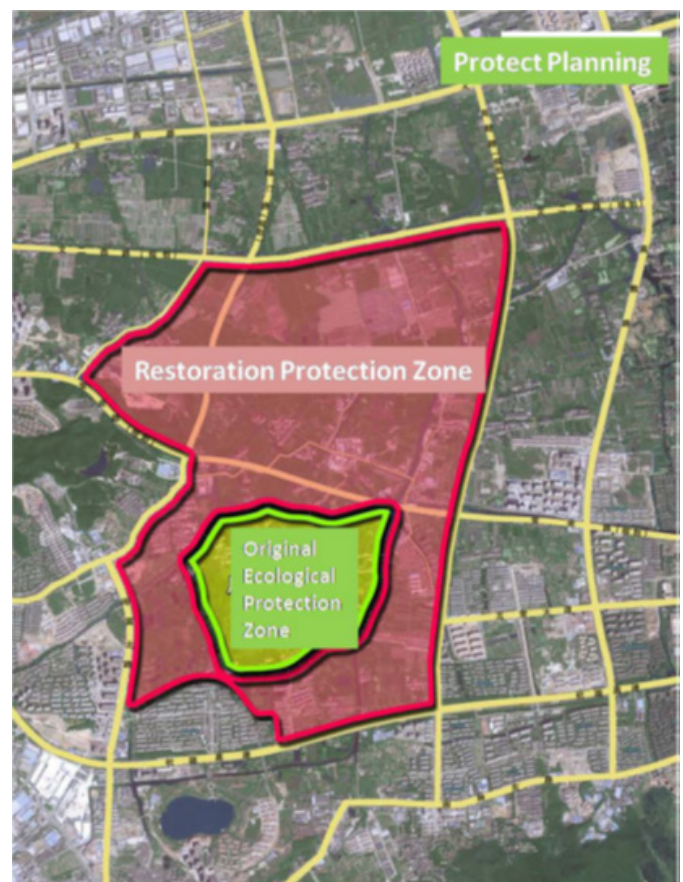 Protect Planning
Restoration Protection Zone
Original
Ecological
Protection
Zone